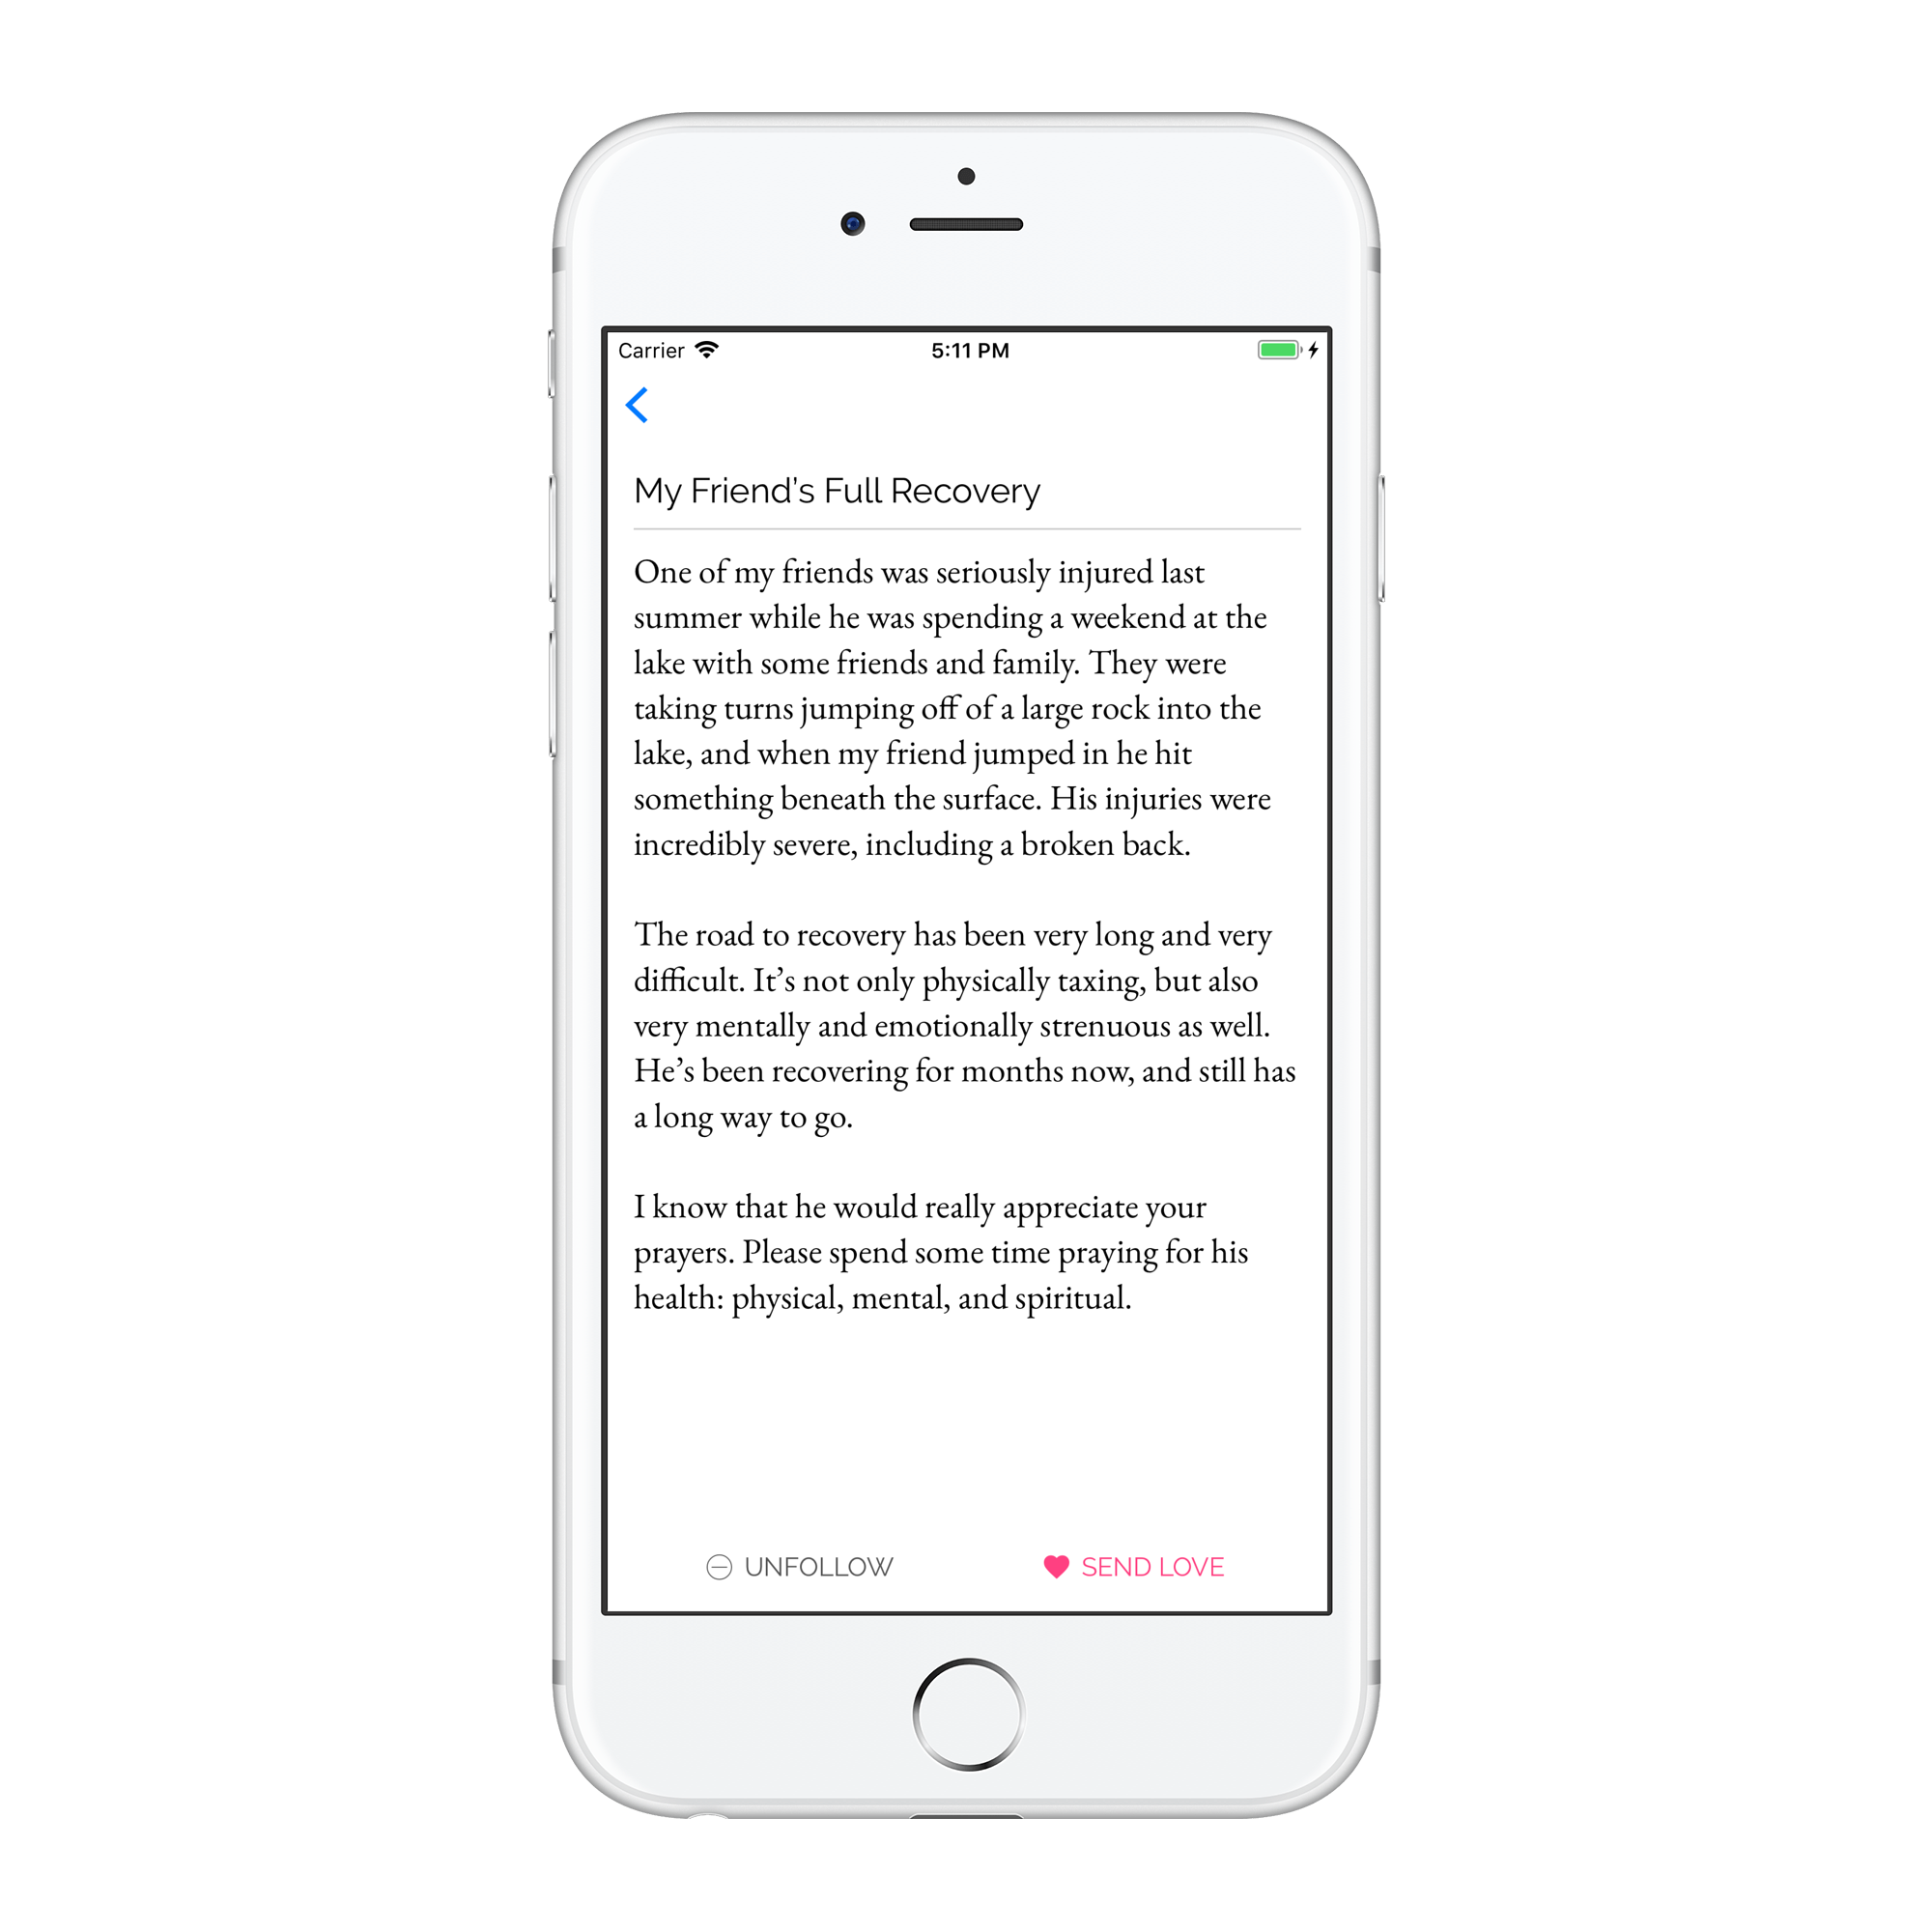 Carrier 5:11 PM
My Friend’s Full Recovery
One of my friends was seriously injured last
summer while he was spending a weekend at the
lake with some friends and family. They were
taking turns jumping off of a large rock into the
lake, and when my friend jumped in he hit
something beneath the surface. His injuries were
incredibly severe, including a broken back.
The road to recovery has been very long and very
difficult. It’s not only physically taxing, but also
very mentally and emotionally strenuous as well.
He’s been recovering for months now, and still has
a long way to go.
I know that he would really appreciate your
prayers. Please spend some time praying for his
health: physical, mental, and spiritual.
UNFOLLOW SEND LOVE